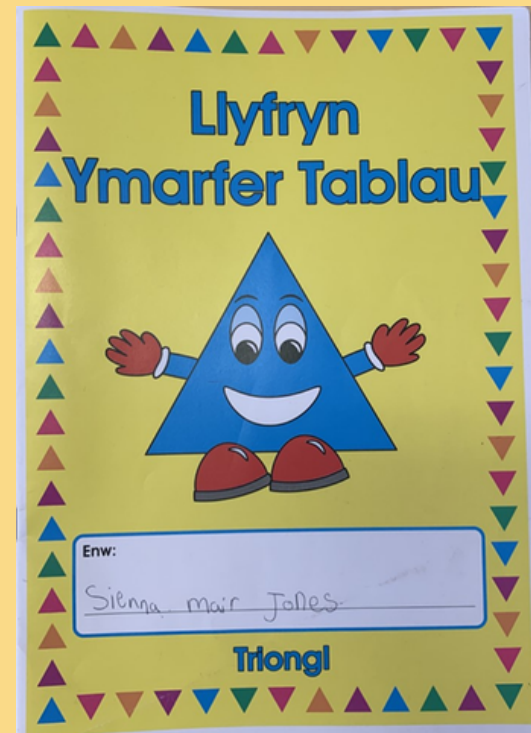 Llyfryn
Ymarfer Tablau
Enw:
Sienna mair Jones
Triongl